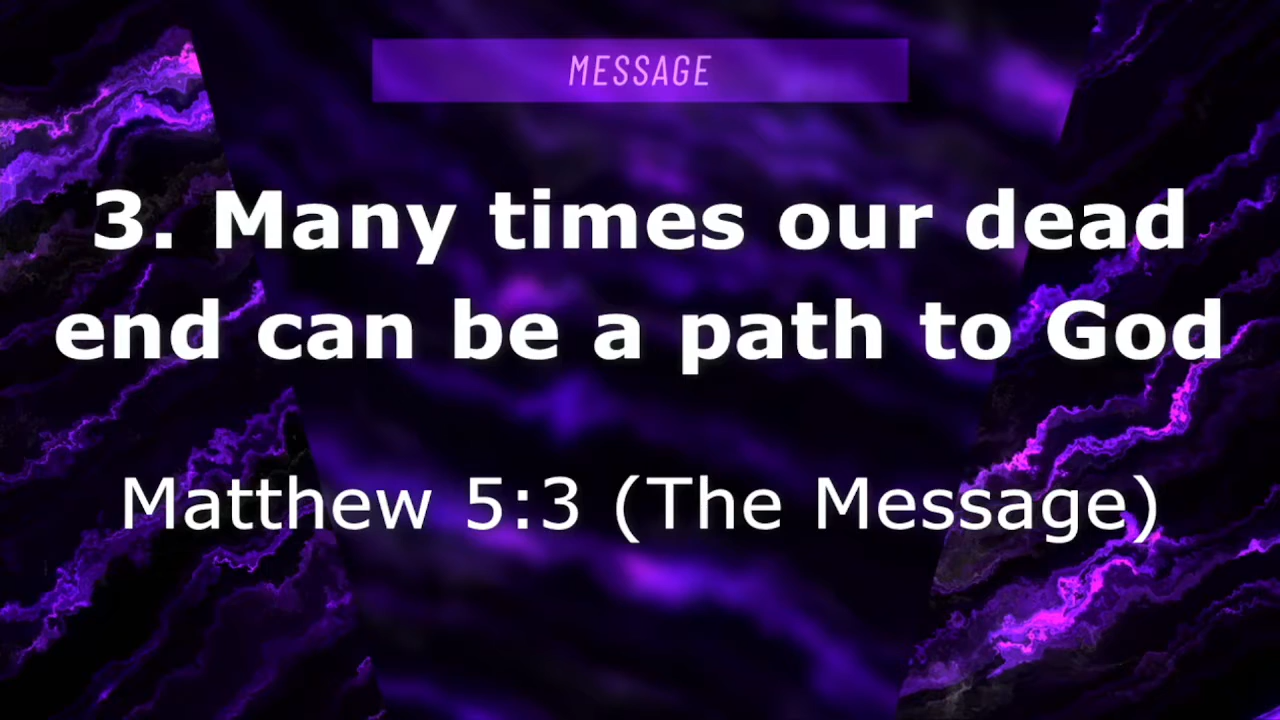 MESSAGE
3. Many times our dead
end can be a path to God
Matthew 5:3 (The Message)